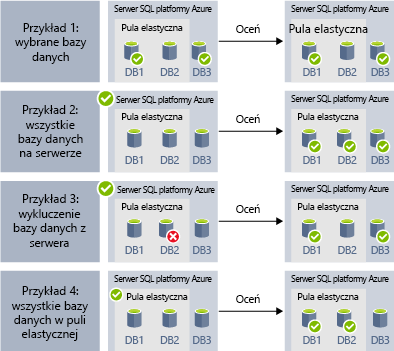 Serwer SQL platformy Azure
Serwer SQL platformy Azure
Przykład 1:
wybrane bazy
danych
Pula elastyczna
Oceń
Pula elastyczna
DB1 DB2 DB3
DB1 DB2 DB3
Przykład 2:
wszystkie
bazy danych
na serwerze
Serwer SQL platformy Azure
Serwer SQL platformy Azure
Pula elastyczna
Oceń
Pula elastyczna
DB1 DB2 DB3
DB1 DB2 DB3
Przykład 3:
wykluczenie
bazy danych z
serwera
Serwer SQL platformy Azure
Serwer SQL platformy Azure
Pula elastyczna
Oceń
Pula elastyczna
DB1 DB2 DB3
DB1 DB2 DB3
Przykład 4:
wszystkie bazy
danych w puli
elastycznej
Serwer SQL platformy Azure
Serwer SQL platformy Azure
Pula elastyczna
Oceń
Pula elastyczna
DB1 DB2 DB3
DB1 DB2 DB3